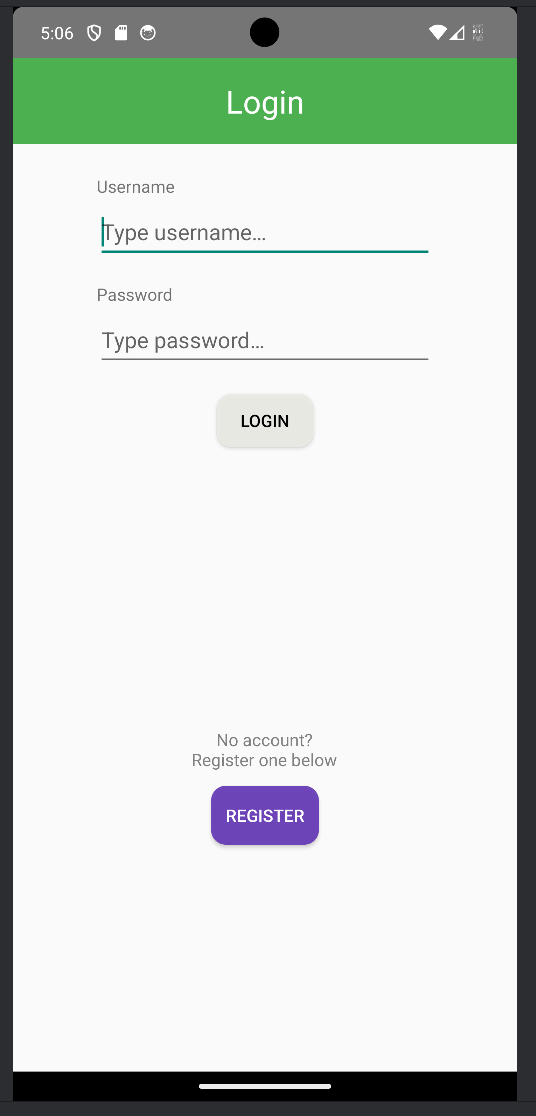 5:06
Login
Username
Type username...
Password
Type password...
LOGIN
No account?
Register one below
REGISTER